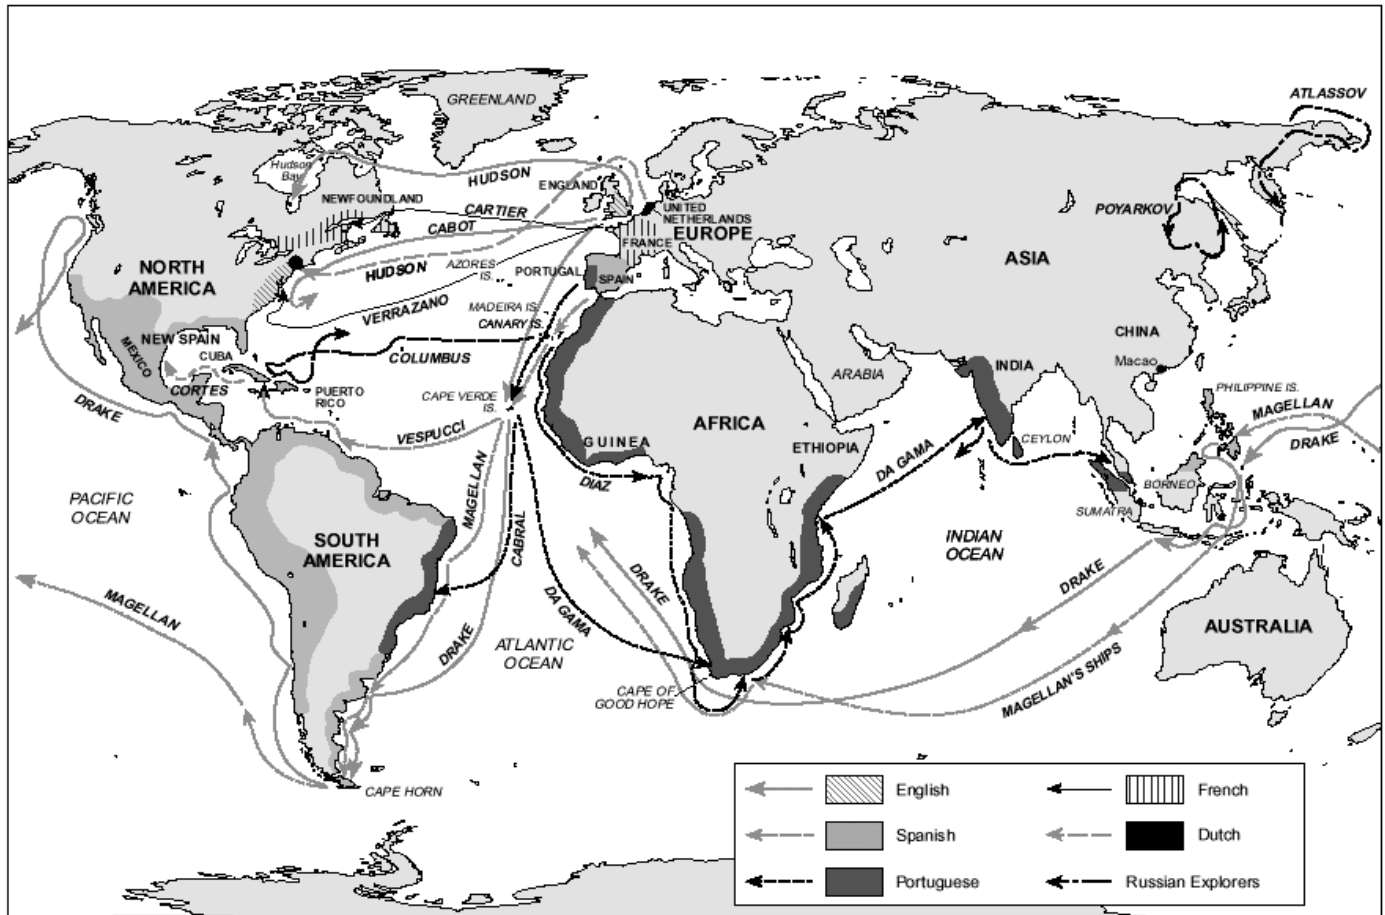 ATLASSOV
GREENLAND
Hudson
Bay
HUDSON
ENGLAND
NEWFOUNDLAND
CARTIER
UNITED
NETHERLANDS
POYARKOV
CABOT
EUROPE
FRANCE
ASIA
NORTH
AMERICA
HUDSON
AZORES
IS.
PORTUGAL
SPAIN
VERRAZANO
MADEIRA IS.
CANARY IS.
CHINA
NEW SPAIN
MEXICO
CUBA
COLUMBUS
Macao
INDIA
ARABIA
CORTES
PUERTO
RICO
CAPE VERDE
IS.
PHILIPPINE IS.
MAGELLAN
DRAKE
DRAKE
VESPUCCI
AFRICA
GUINEA
ETHIOPIA
CEYLON
DA GAMA
MAGELLAN
DIAZ
BORNEO
SUMATRA
PACIFIC
OCEAN
CABRAL
SOUTH
AMERICA
INDIAN
OCEAN
DRAKE
DRAKE
MAGELLAN
DA GAMA
DRAKE
ATLANTIC
OCEAN
AUSTRALIA
MAGELLAN'S SHIPS
CAPE OF
GOOD HOPE
CAPE HORN
English
French
Spanish
Dutch
Portuguese
Russian Explorers